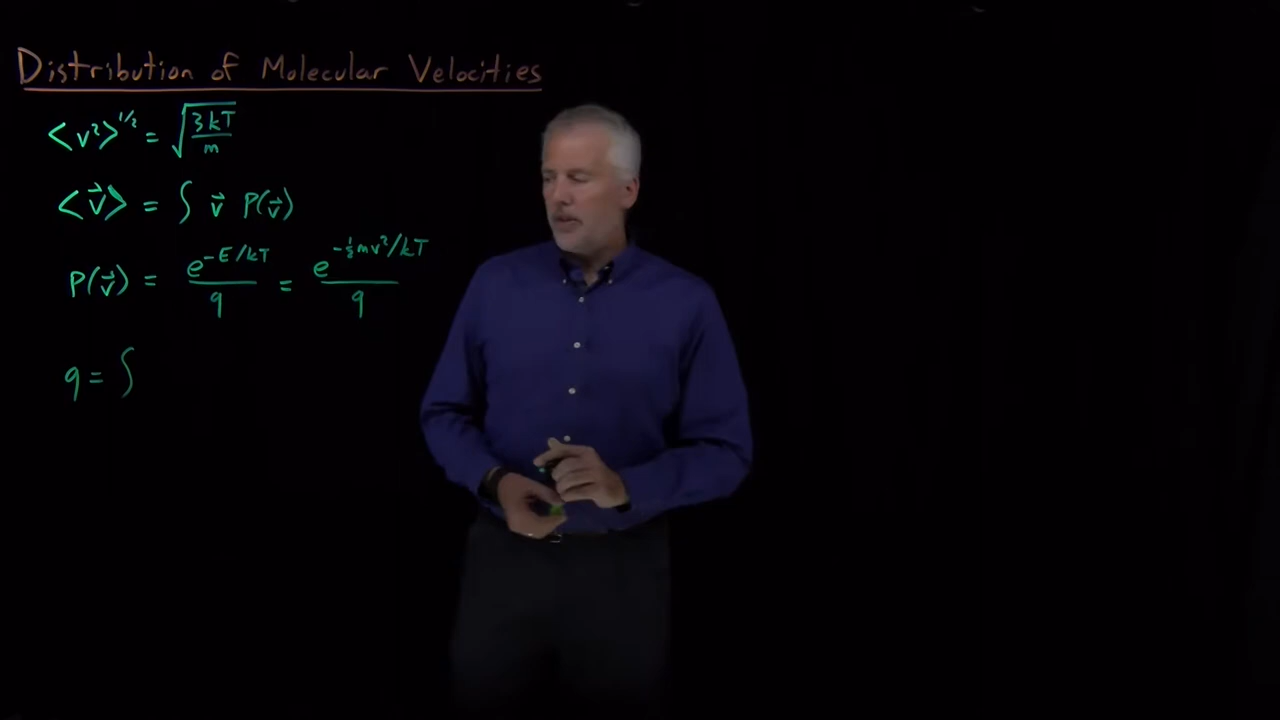 Distribution of Molecular Velocities
<v²>^1/2 = √(3kT/m)
<v⃗> = ∫ v⃗ P(v⃗)
P(v⃗) = e^(-E/kT)/q = e^(-½mv²/kT)/q
q = ∫